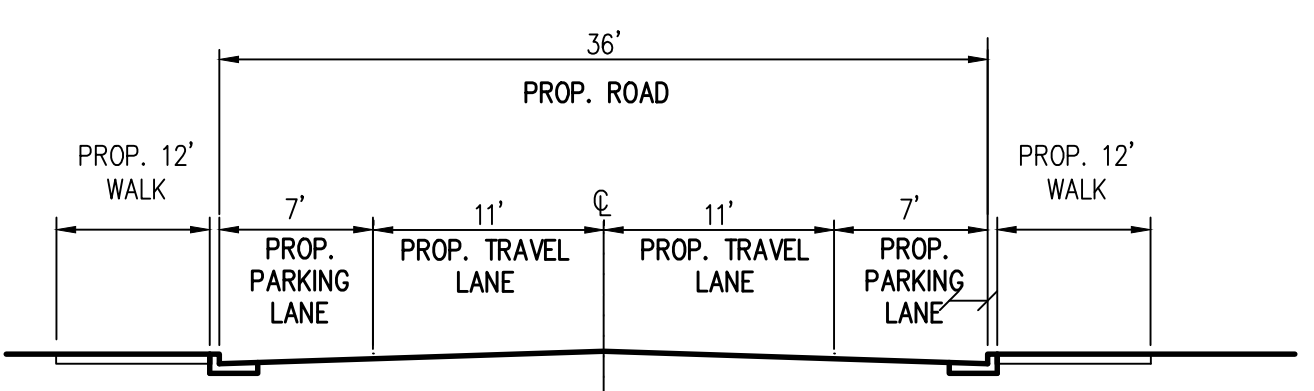 36'
PROP. ROAD
PROP. 12'
WALK
PROP. 12'
WALK
7'
11'
℄
11'
7'
PROP.
PARKING
LANE
PROP. TRAVEL
LANE
PROP. TRAVEL
LANE
PROP.
PARKING
LANE